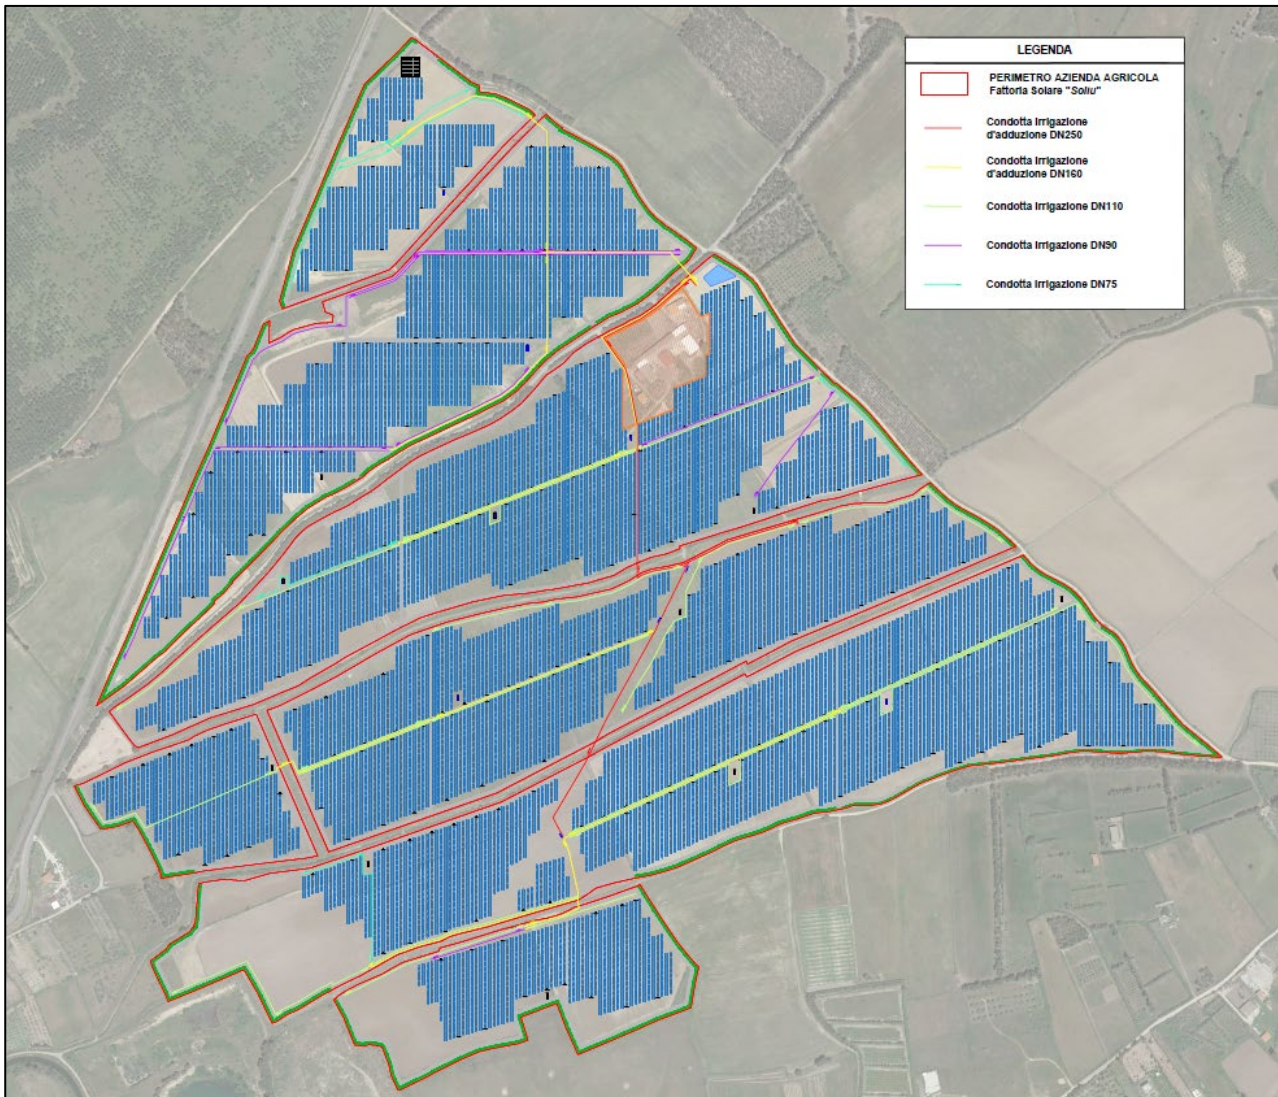 LEGENDA
PERIMETRO AZIENDA AGRICOLA
Fattoria Solare "Soliu"
Condotta Irrigazione
d'adduzione DN250
Condotta Irrigazione
d'adduzione DN160
Condotta Irrigazione DN110
Condotta Irrigazione DN90
Condotta Irrigazione DN75